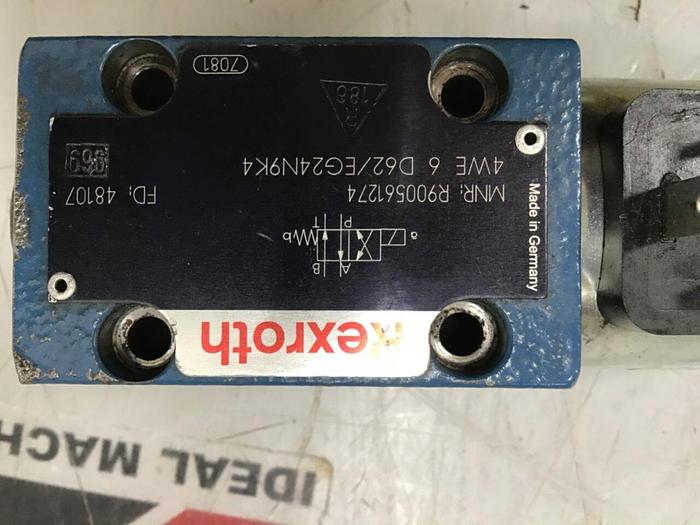 Rexroth
Made in Germany
A B
a b
P T
MNR: R900561274
FD: 48107
4WE 6 D62/EG24N9K4
R
186
7081
IDEAL MACH